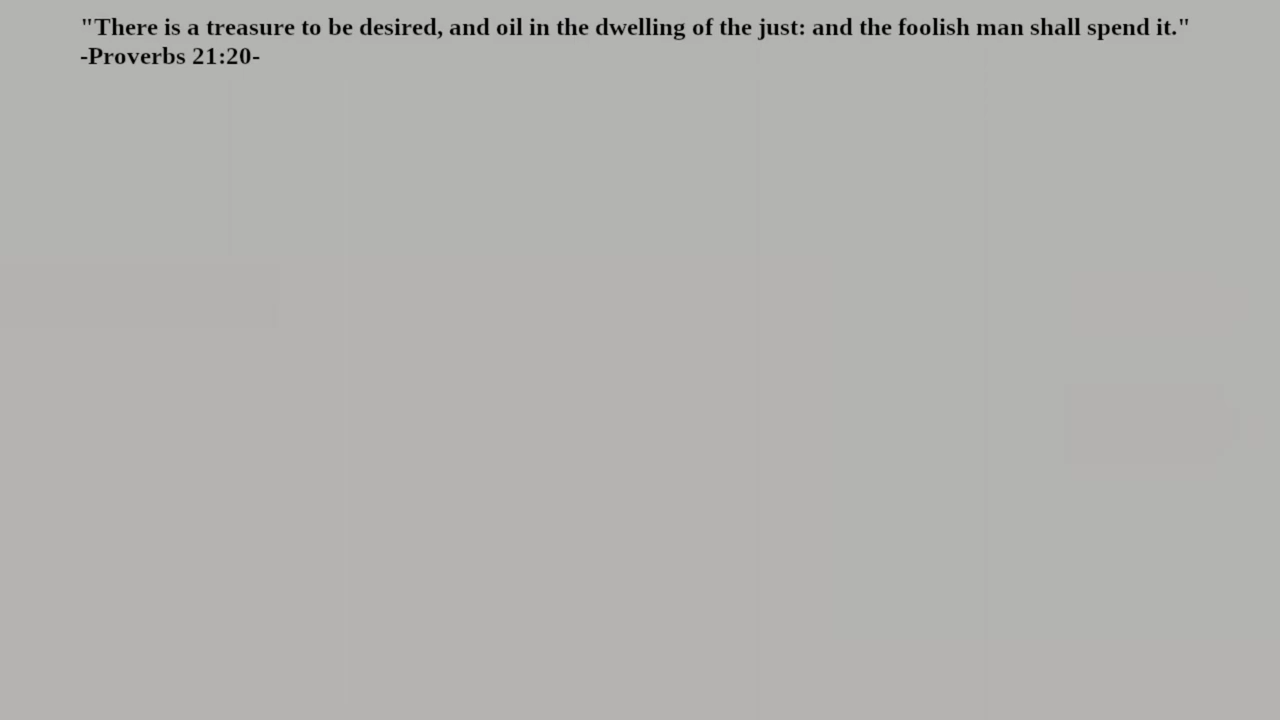 "There is a treasure to be desired, and oil in the dwelling of the just: and the foolish man shall spend it."
-Proverbs 21:20-